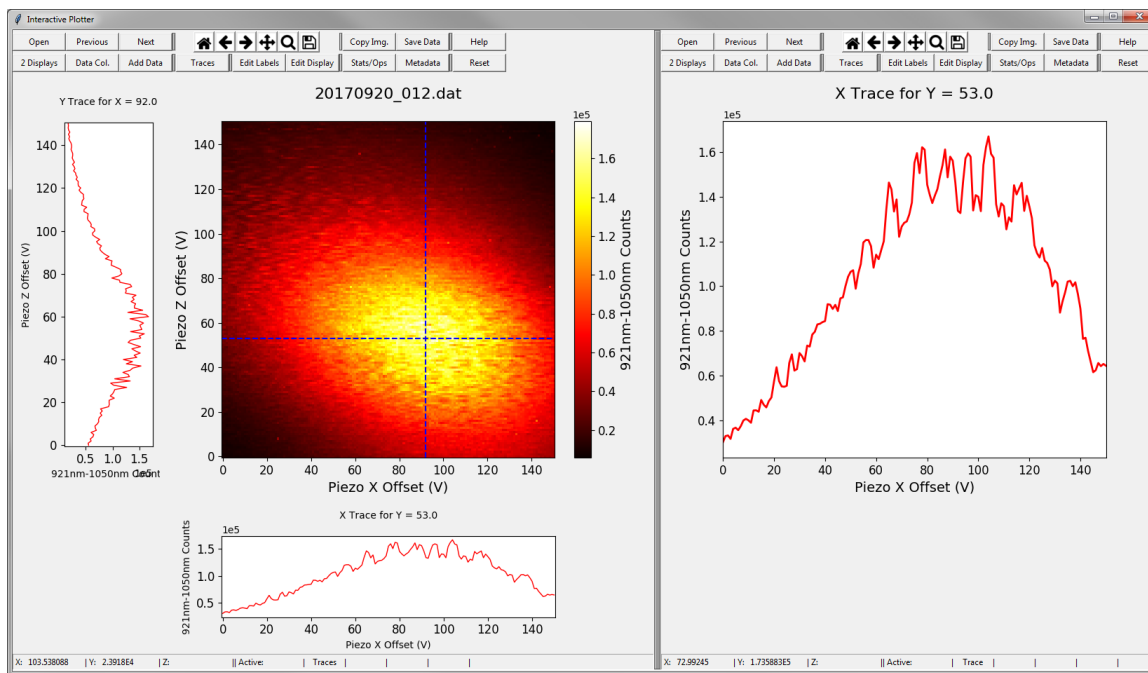 Interactive Plotter
Open Previous Next Copy Img. Save Data Help
2 Displays Data Col. Add Data Traces Edit Labels Edit Display Stats/Ops Metadata Reset
Open Previous Next Copy Img. Save Data Help
2 Displays Data Col. Add Data Traces Edit Labels Edit Display Stats/Ops Metadata Reset
Y Trace for X = 92.0
Piezo Z Offset (V)
140
120
100
80
60
40
20
0
0.5 1.0 1.5
921nm-1050nm Count
1e5
20170920_012.dat
Piezo Z Offset (V)
140
120
100
80
60
40
20
0
0 20 40 60 80 100 120 140
Piezo X Offset (V)
1e5
1.6
1.4
1.2
1.0
0.8
0.6
0.4
0.2
921nm-1050nm Counts
X Trace for Y = 53.0
1e5
921nm-1050nm Counts
1.5
1.0
0.5
0 20 40 60 80 100 120 140
Piezo X Offset (V)
X Trace for Y = 53.0
1e5
921nm-1050nm Counts
1.6
1.4
1.2
1.0
0.8
0.6
0.4
0 20 40 60 80 100 120 140
Piezo X Offset (V)
X: 103.538088 | Y: 2.3918E4 | Z: || Active: | Traces | | | |
X: 72.99245 | Y: 1.735883E5 | Z: || Active: | Trace | | | |